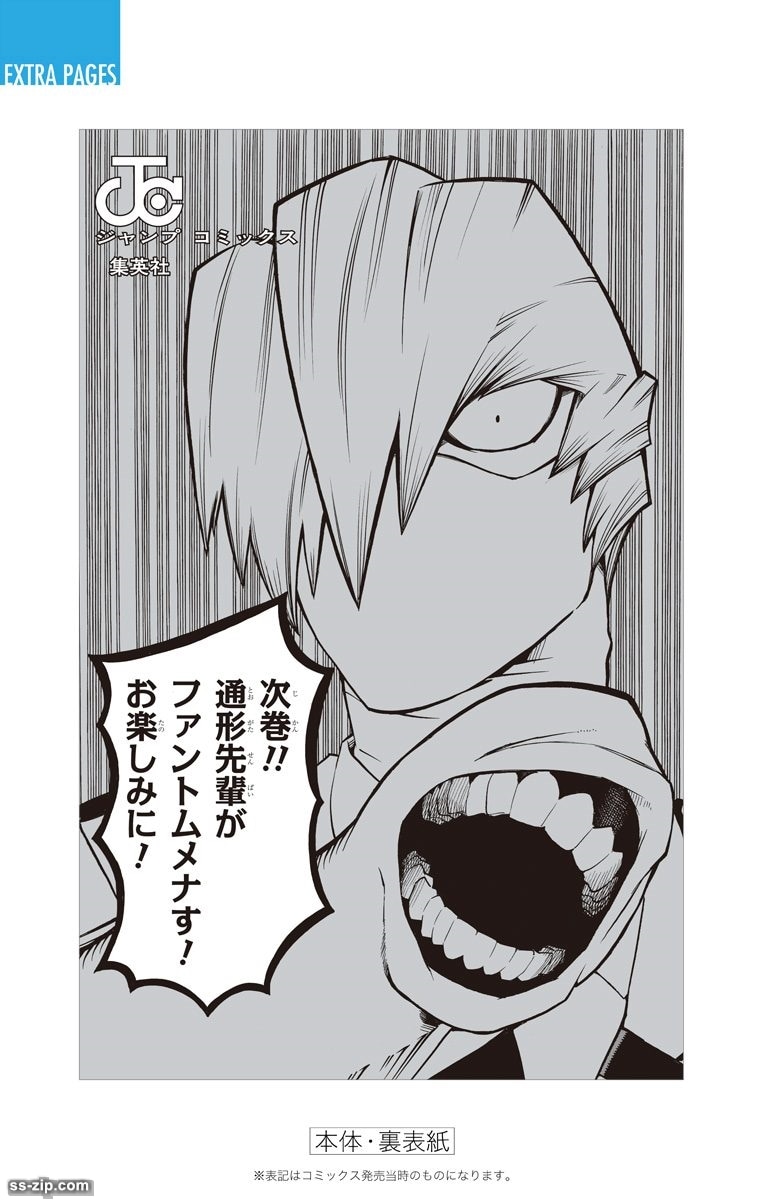 EXTRA PAGES
JC
ジャンプ コミックス
集英社
次巻!!
通形先輩が
ファントムメナす!
お楽しみに!
本体・裏表紙
※表記はコミックス発売当時のものになります。
ss-zip.com